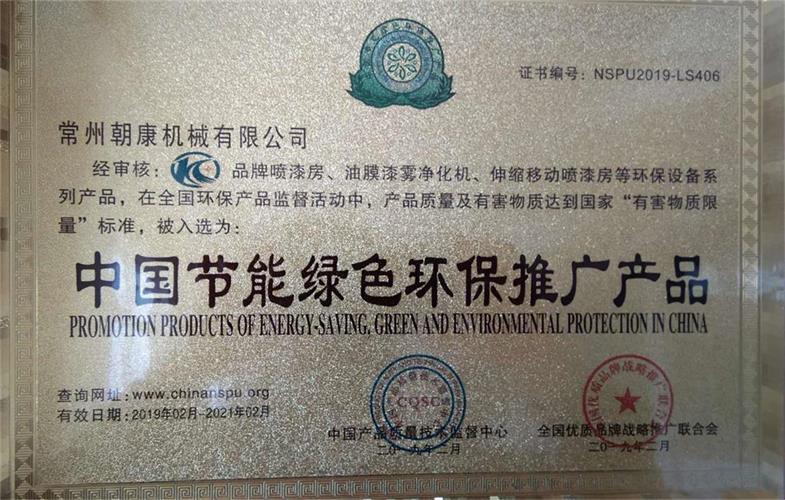 证书编号：NSPU2019-LS406
常州朝康机械有限公司
经审核： 品牌喷漆房、油膜漆雾净化机、伸缩移动喷漆房等环保设备系
列产品，在全国环保产品监督活动中，产品质量及有害物质达到国家“有害物质限
量”标准，被入选为：
中国节能绿色环保推广产品
PROMOTION PRODUCTS OF ENERGY-SAVING, GREEN AND ENVIRONMENTAL PROTECTION IN CHINA
查询网址：www.chinanspu.org
有效日期：2019年02月-2021年02月
CQSC
中国产品质量技术监督中心
二〇一九年二月
全国优质品牌战略推广联合会
二〇一九年二月